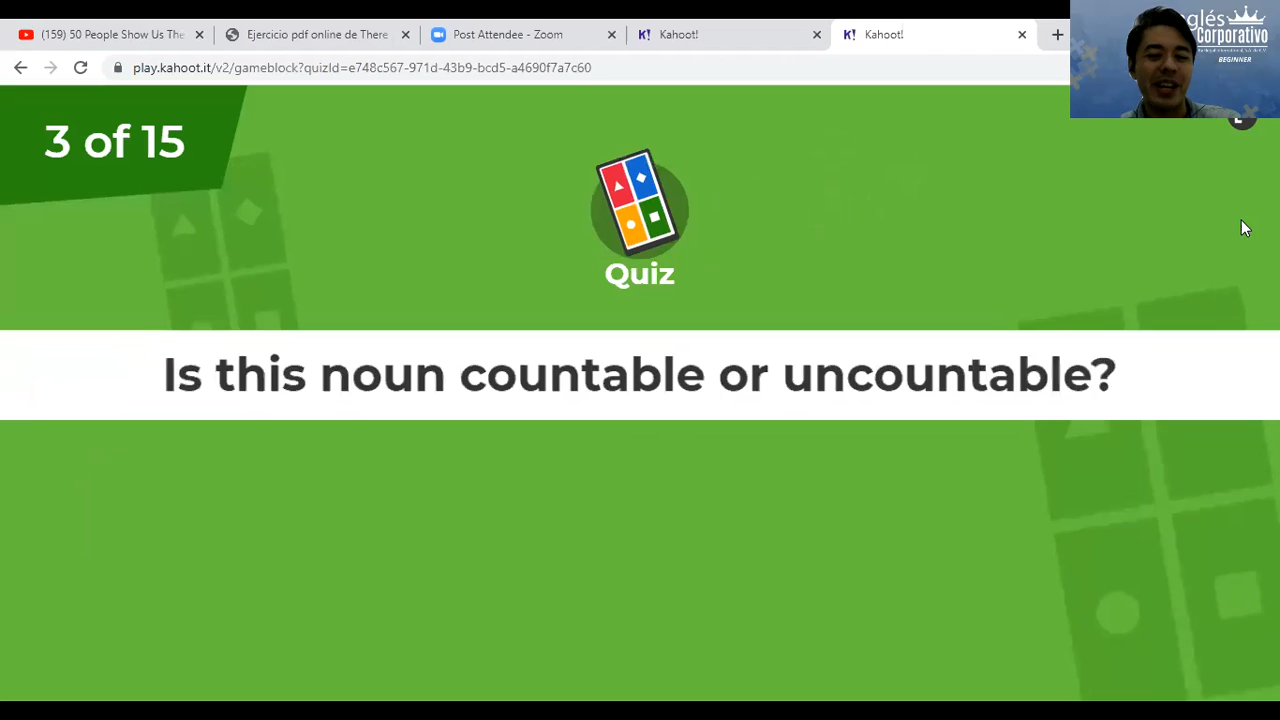 (159) 50 People Show Us The
Ejercicio pdf online de There
Post Attendee - Zoom
Kahoot!
Kahoot!
play.kahoot.it/v2/gameblock?quizId=e748c567-971d-43b9-bcd5-a9b0df7a7c60
glés
Corporativo
BEGINNER
3 of 15
Quiz
Is this noun countable or uncountable?